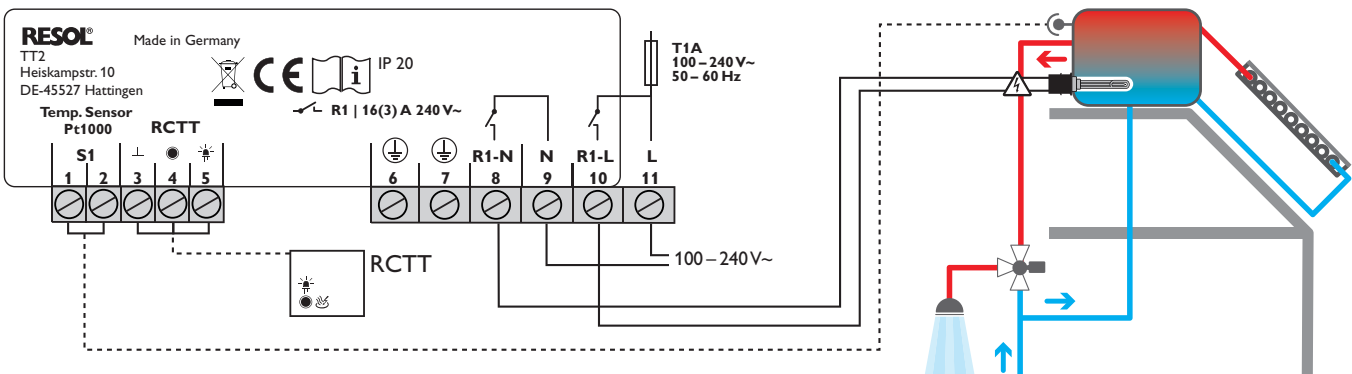 RESOL®
TT2
Heiskampstr. 10
DE-45527 Hattingen
Made in Germany
CE
i
IP 20
R1 | 16(3) A 240 V~
T1A
100 – 240 V~
50 – 60 Hz
Temp. Sensor
Pt1000
RCTT
S1
R1-N
N
R1-L
L
1
2
3
4
5
6
7
8
9
10
11
RCTT
100 – 240 V~